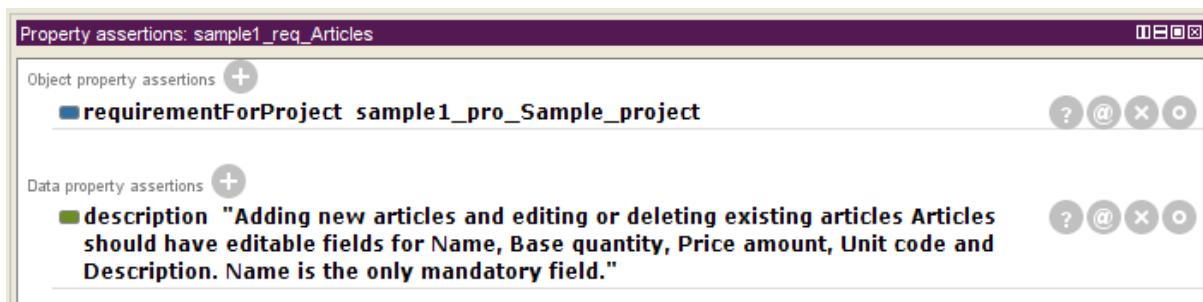 Property assertions: sample1_req_Articles
Object property assertions
requirementForProject sample1_pro_Sample_project
Data property assertions
description "Adding new articles and editing or deleting existing articles Articles
should have editable fields for Name, Base quantity, Price amount, Unit code and
Description. Name is the only mandatory field."